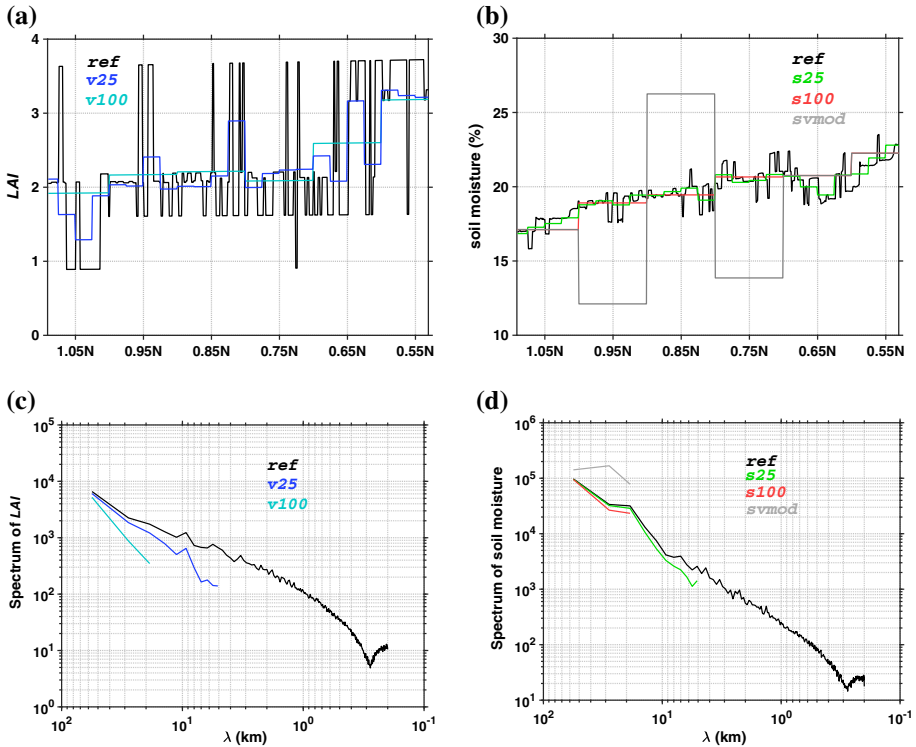 (a)
4
3
2
1
0
LAI
ref
v25
v100
1.05N 0.95N 0.85N 0.75N 0.65N 0.55N
(b)
30
25
20
15
10
soil moisture (%)
ref
s25
s100
svmod
1.05N 0.95N 0.85N 0.75N 0.65N 0.55N
(c)
10^5
10^4
10^3
10^2
10^1
10^0
Spectrum of LAI
ref
v25
v100
10^2 10^1 10^0 10^-1
λ (km)
(d)
10^6
10^5
10^4
10^3
10^2
10^1
Spectrum of soil moisture
ref
s25
s100
svmod
10^2 10^1 10^0 10^-1
λ (km)